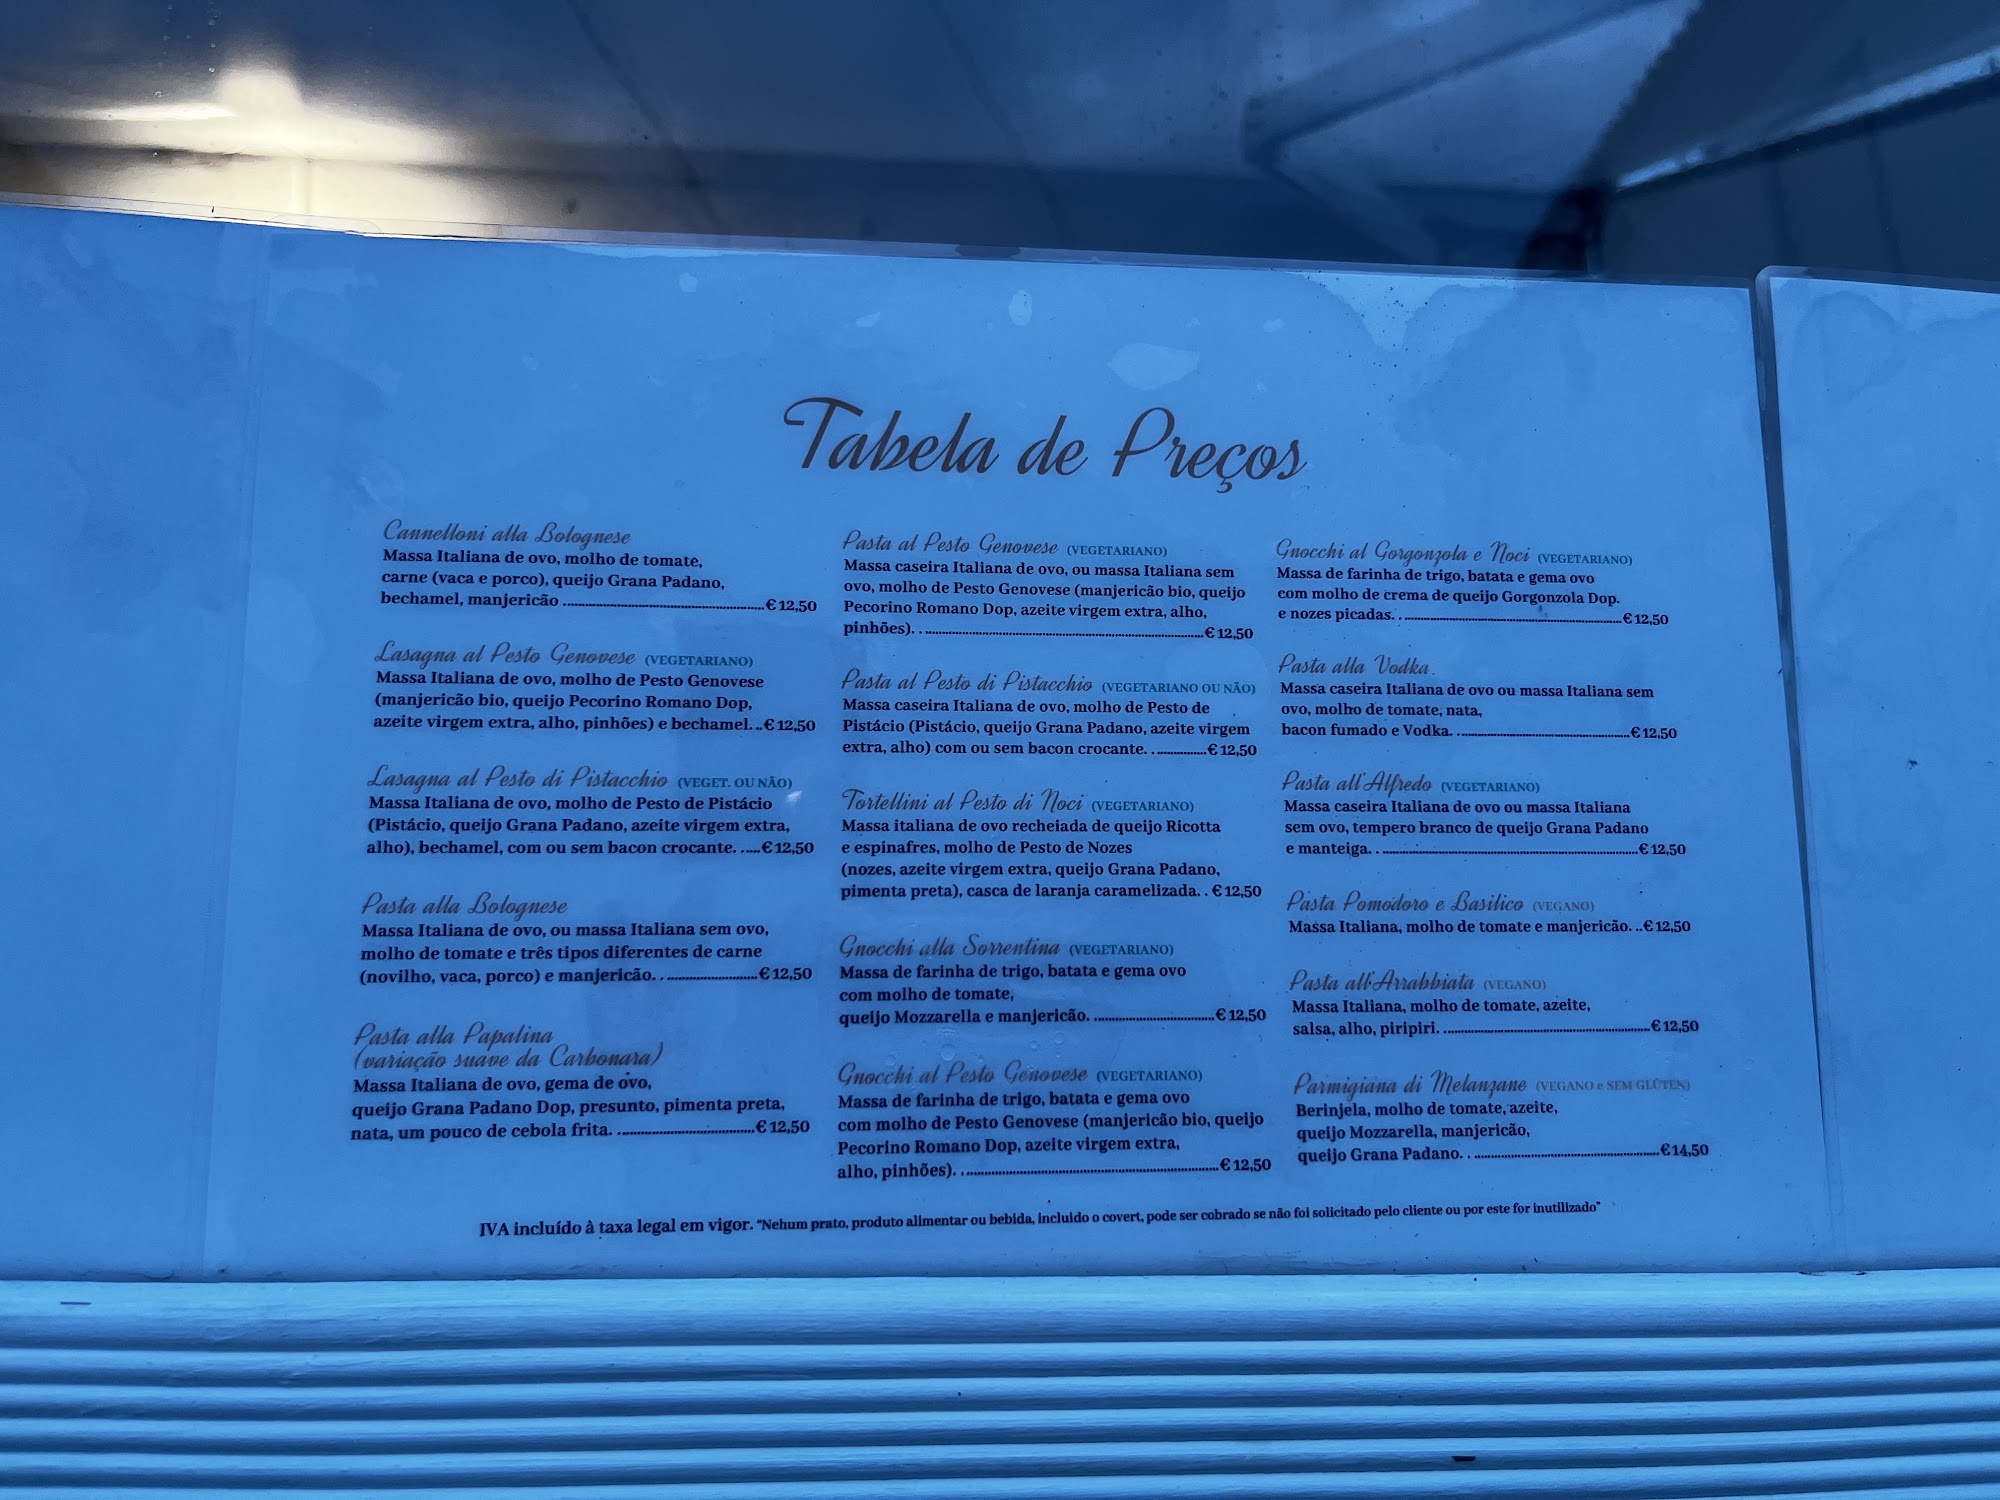 Tabela de Preços
Cannelloni alla Bolognese
Massa Italiana de ovo, molho de tomate,
carne (vaca e porco), queijo Grana Padano,
bechamel, manjericão ........ €12,50
Lasagna al Pesto Genovese (VEGETARIANO)
Massa Italiana de ovo, molho de Pesto Genovese
(manjericão bio, queijo Pecorino Romano Dop,
azeite virgem extra, alho, pinhões) e bechamel. .. €12,50
Lasagna al Pesto di Pistacchio (VEGET. OU NÃO)
Massa Italiana de ovo, molho de Pesto de Pistácio
(Pistácio, queijo Grana Padano, azeite virgem extra,
alho), bechamel, com ou sem bacon crocante. ..... €12,50
Pasta alla Bolognese
Massa Italiana de ovo, ou massa Italiana sem ovo,
molho de tomate e três tipos diferentes de carne
(novilho, vaca, porco) e manjericão. ........ €12,50
Pasta alla Papalina
(variação suave da Carbonara)
Massa Italiana de ovo, gema de ovo,
queijo Grana Padano Dop, presunto, pimenta preta,
nata, um pouco de cebola frita. ........ €12,50
Pasta al Pesto Genovese (VEGETARIANO)
Massa caseira Italiana de ovo, ou massa Italiana sem
ovo, molho de Pesto Genovese (manjericão bio, queijo
Pecorino Romano Dop, azeite virgem extra, alho,
pinhões). ........ €12,50
Pasta al Pesto di Pistacchio (VEGETARIANO OU NÃO)
Massa caseira Italiana de ovo, molho de Pesto de
Pistácio (Pistácio, queijo Grana Padano, azeite virgem
extra, alho) com ou sem bacon crocante. ........ €12,50
Tortellini al Pesto di Noci (VEGETARIANO)
Massa italiana de ovo recheiada de queijo Ricotta
e espinafres, molho de Pesto de Nozes
(nozes, azeite virgem extra, queijo Grana Padano,
pimenta preta), casca de laranja caramelizada. . €12,50
Gnocchi alla Sorrentina (VEGETARIANO)
Massa de farinha de trigo, batata e gema ovo
com molho de tomate,
queijo Mozzarella e manjericão. ........ €12,50
Gnocchi al Pesto Genovese (VEGETARIANO)
Massa de farinha de trigo, batata e gema ovo
com molho de Pesto Genovese (manjericão bio, queijo
Pecorino Romano Dop, azeite virgem extra,
alho, pinhões). ........ €12,50
Gnocchi al Gorgonzola e Noci (VEGETARIANO)
Massa de farinha de trigo, batata e gema ovo
com molho de crema de queijo Gorgonzola Dop.
e nozes picadas. ........ €12,50
Pasta alla Vodka
Massa caseira Italiana de ovo ou massa Italiana sem
ovo, molho de tomate, nata,
bacon fumado e Vodka. ........ €12,50
Pasta all'Alfredo (VEGETARIANO)
Massa caseira Italiana de ovo ou massa Italiana
sem ovo, tempero branco de queijo Grana Padano
e manteiga. ........ €12,50
Pasta Pomodoro e Basilico (VEGANO)
Massa Italiana, molho de tomate e manjericão. .. €12,50
Pasta all'Arrabbiata (VEGANO)
Massa Italiana, molho de tomate, azeite,
salsa, alho, piripiri. ........ €12,50
Parmigiana di Melanzane (VEGANO e SEM GLÚTEN)
Berinjela, molho de tomate, azeite,
queijo Mozzarella, manjericão,
queijo Grana Padano. ........ €14,50
IVA incluído à taxa legal em vigor. "Nehum prato, produto alimentar ou bebida, incluido o covert, pode ser cobrado se não foi solicitado pelo cliente ou por este for inutilizado"